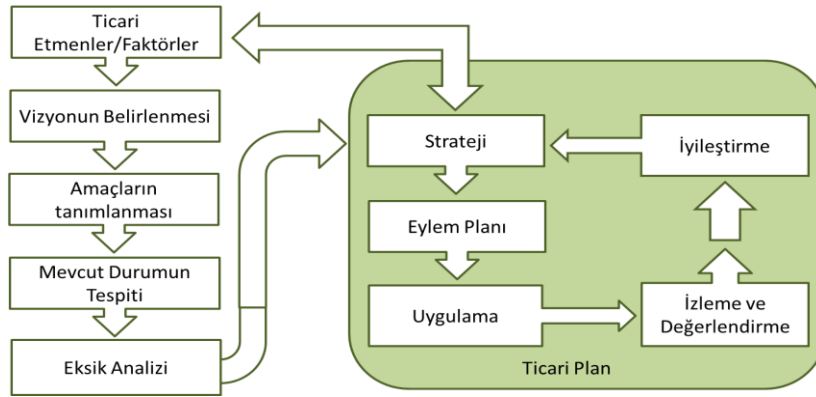 Ticari
Etmenler/Faktörler
Vizyonun Belirlenmesi
Amaçların
tanımlanması
Mevcut Durumun
Tespiti
Eksik Analizi
Strateji
Eylem Planı
Uygulama
İyileştirme
İzleme ve
Değerlendirme
Ticari Plan